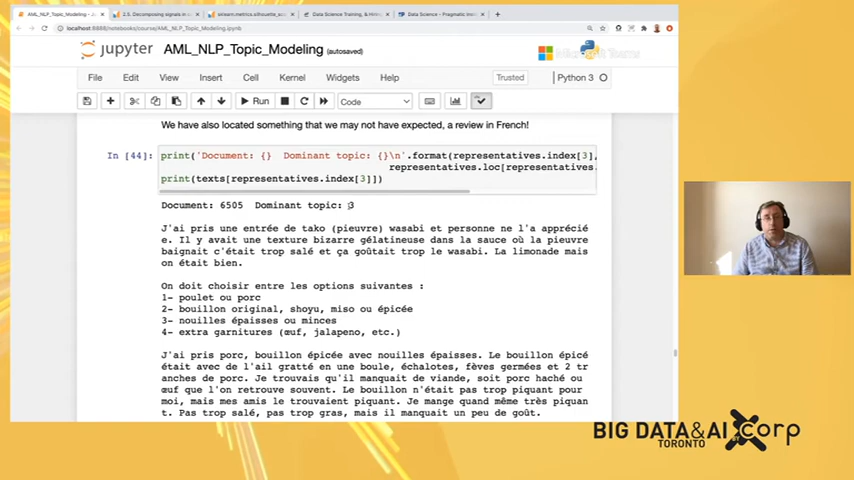 AML_NLP_Topic_Modeling - J
2.5. Decomposing signals in
sklearn.metrics.silhouette_sc
Data Science Training, & Hiri
Data Science - Pragmatic Ins
localhost:8888/notebooks/course/AML_NLP_Topic_Modeling.ipynb
jupyter AML_NLP_Topic_Modeling (autosaved)
Microsoft Teams
File Edit View Insert Cell Kernel Widgets Help Trusted Python 3
Run Code
We have also located something that we may not have expected, a review in French!
In [44]: print('Document: {}  Dominant topic: {}\n'.format(representatives.index[3],
representatives.loc[representatives.
print(texts[representatives.index[3]])
Document: 6505  Dominant topic: 3
J'ai pris une entrée de tako (pieuvre) wasabi et personne ne l'a apprécié
e. Il y avait une texture bizarre gélatineuse dans la sauce où la pieuvre
baignait c'était trop salé et ça goûtait trop le wasabi. La limonade mais
on était bien.
On doit choisir entre les options suivantes :
1- poulet ou porc
2- bouillon original, shoyu, miso ou épicée
3- nouilles épaisses ou minces
4- extra garnitures (œuf, jalapeno, etc.)
J'ai pris porc, bouillon épicée avec nouilles épaisses. Le bouillon épicé
était avec de l'ail gratté en une boule, échalotes, fèves germées et 2 tr
anches de porc. Je trouvais qu'il manquait de viande, soit porc haché ou
œuf que l'on retrouve souvent. Le bouillon n'était pas trop piquant pour
moi, mais mes amis le trouvaient piquant. Je mange quand même très piquan
t. Pas trop salé, pas trop gras, mais il manquait un peu de goût.
BIG DATA&AI
TORONTO
BY
corp